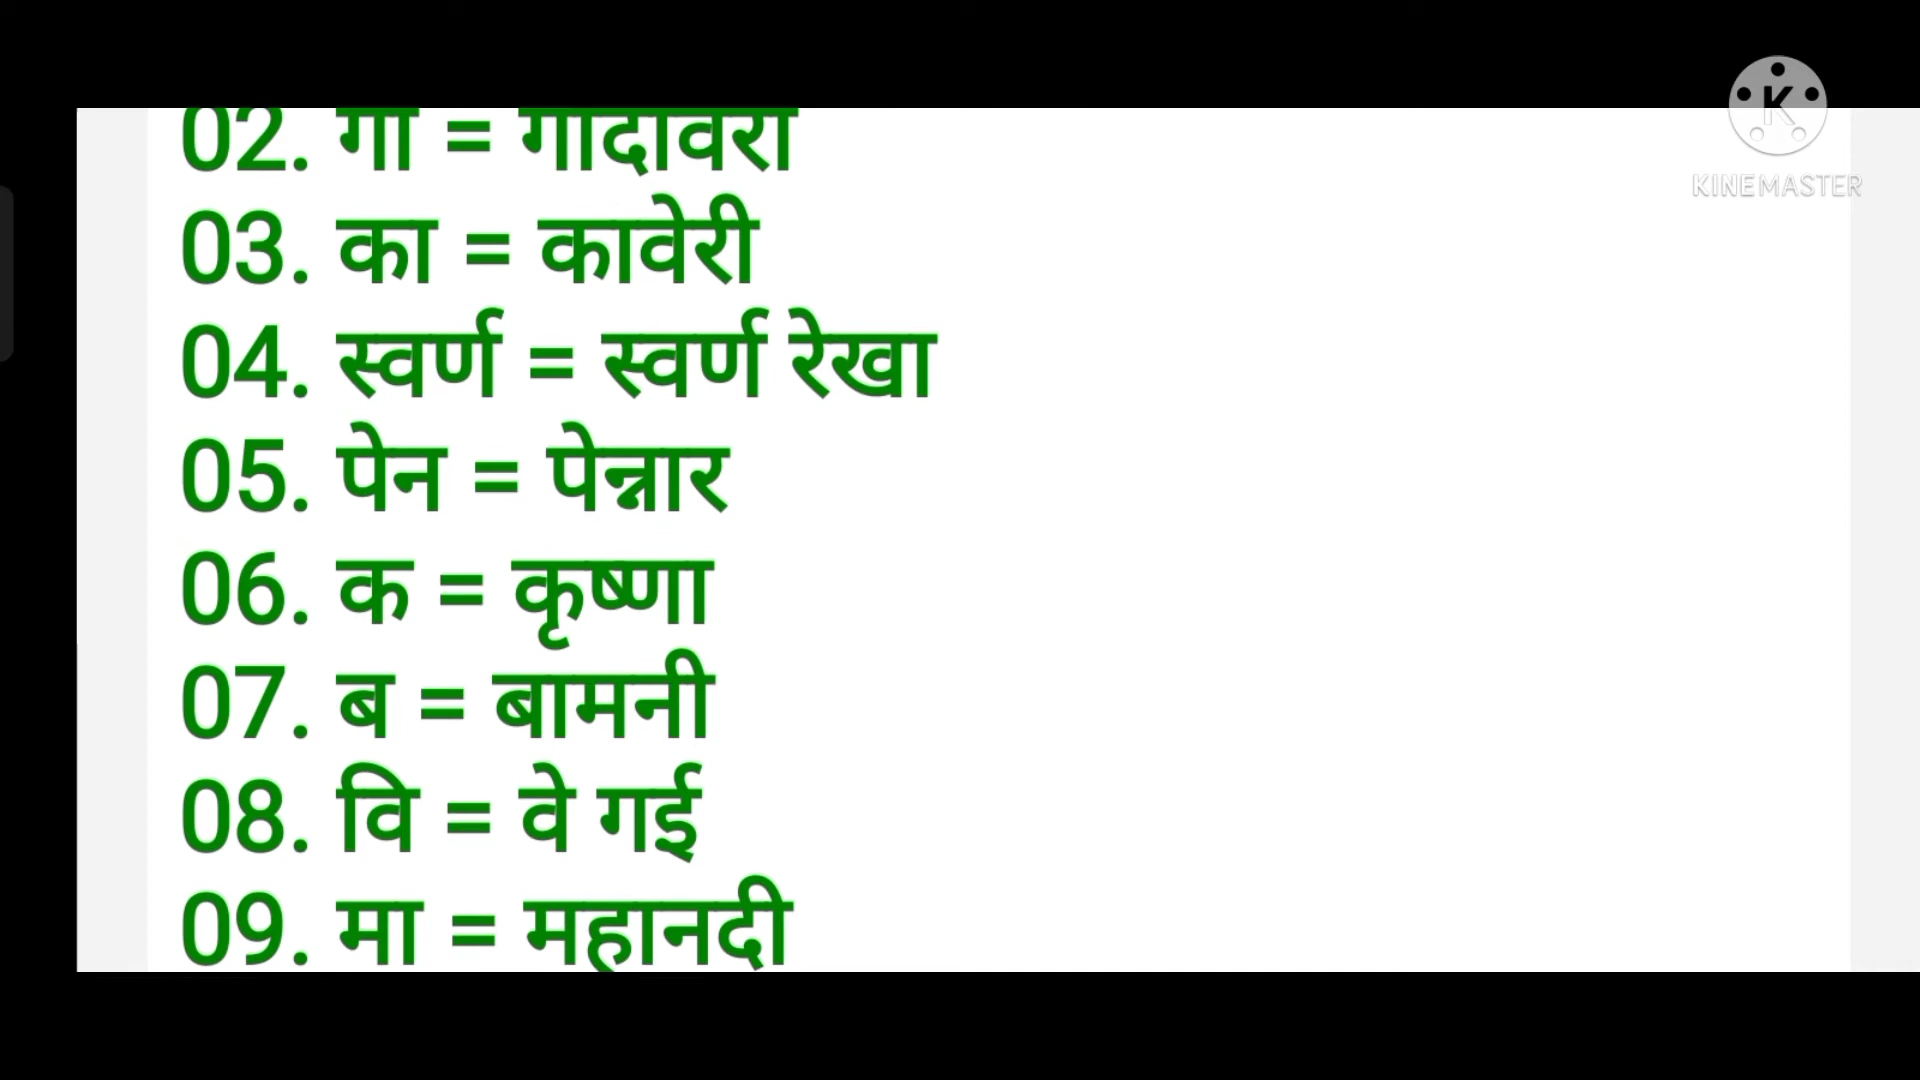 02. गो = गोदावरी
03. का = कावेरी
04. स्वर्ण = स्वर्ण रेखा
05. पेन = पेन्नार
06. क = कृष्णा
07. ब = बामनी
08. वि = वे गई
09. मा = महानदी
K
KINEMASTER